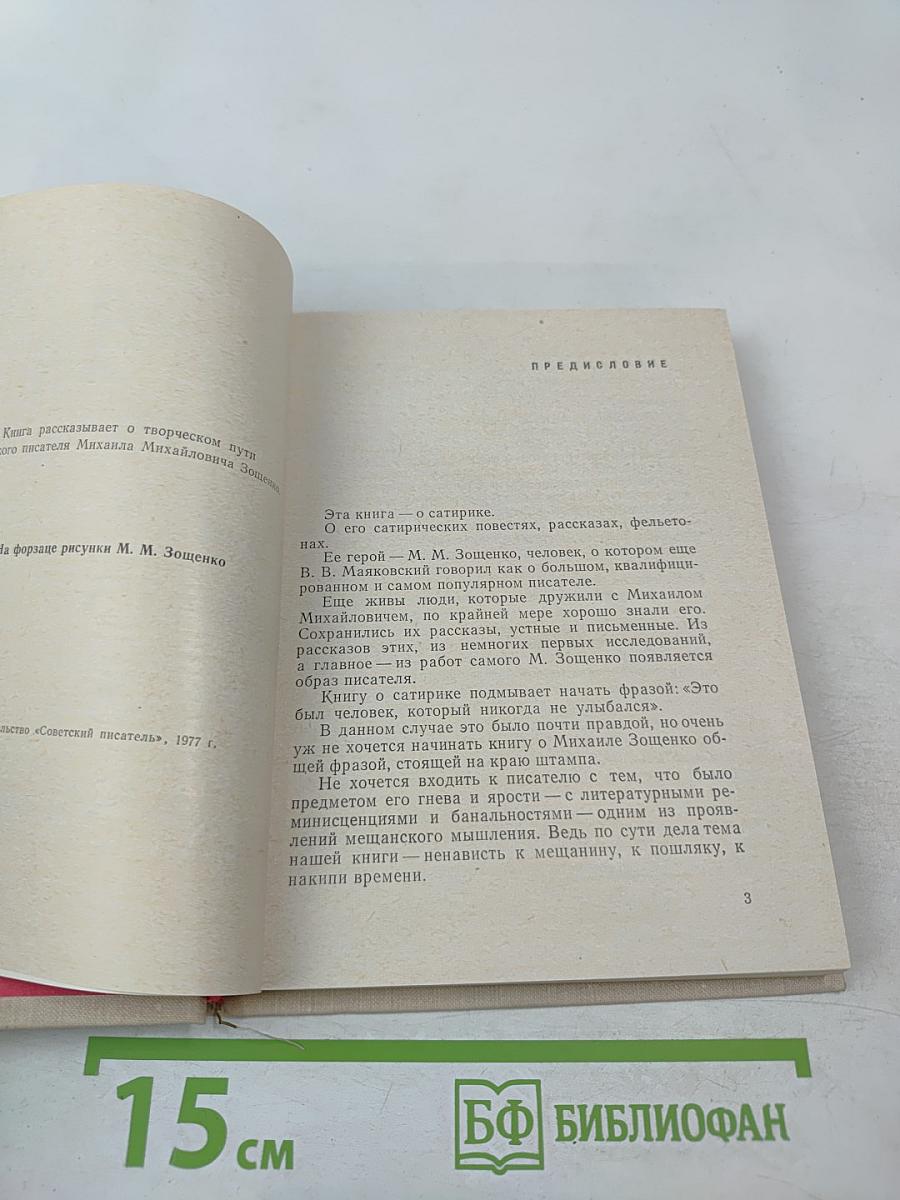 Книга рассказывает о творческом пути
кого писателя Михаила Михайловича Зощенко
На форзаце рисунки М. М. Зощенко
льство «Советский писатель», 1977 г.
ПРЕДИСЛОВИЕ
Эта книга — о сатирике.
О его сатирических повестях, рассказах, фельето-
нах.
Ее герой — М. М. Зощенко, человек, о котором еще
В. В. Маяковский говорил как о большом, квалифици-
рованном и самом популярном писателе.
Еще живы люди, которые дружили с Михаилом
Михайловичем, по крайней мере хорошо знали его.
Сохранились их рассказы, устные и письменные. Из
рассказов этих, из немногих первых исследований,
а главное — из работ самого М. Зощенко появляется
образ писателя.
Книгу о сатирике подмывает начать фразой: «Это
был человек, который никогда не улыбался».
В данном случае это было почти правдой, но очень
уж не хочется начинать книгу о Михаиле Зощенко об-
щей фразой, стоящей на краю штампа.
Не хочется входить к писателю с тем, что было
предметом его гнева и ярости — с литературными ре-
минисценциями и банальностями — одним из прояв-
лений мещанского мышления. Ведь по сути дела тема
нашей книги — ненависть к мещанину, к пошляку, к
накипи времени.
3
15 см
БФ БИБЛИОФАН